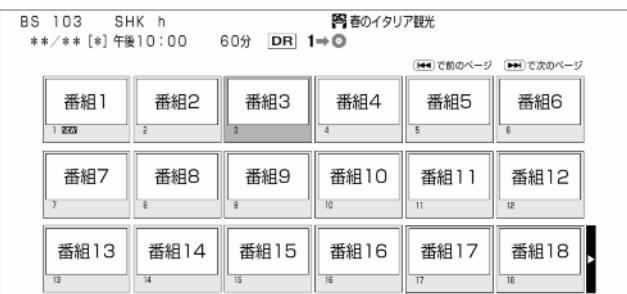 BS 103 SHK h 春のイタリア観光
**/** [*] 午後10:00 60分 DR 1➡
⏮で前のページ ⏭で次のページ
番組1 番組2 番組3 番組4 番組5 番組6
1 NEW 2 3 4 5 6
番組7 番組8 番組9 番組10 番組11 番組12
7 8 9 10 11 12
番組13 番組14 番組15 番組16 番組17 番組18
13 14 15 16 17 18